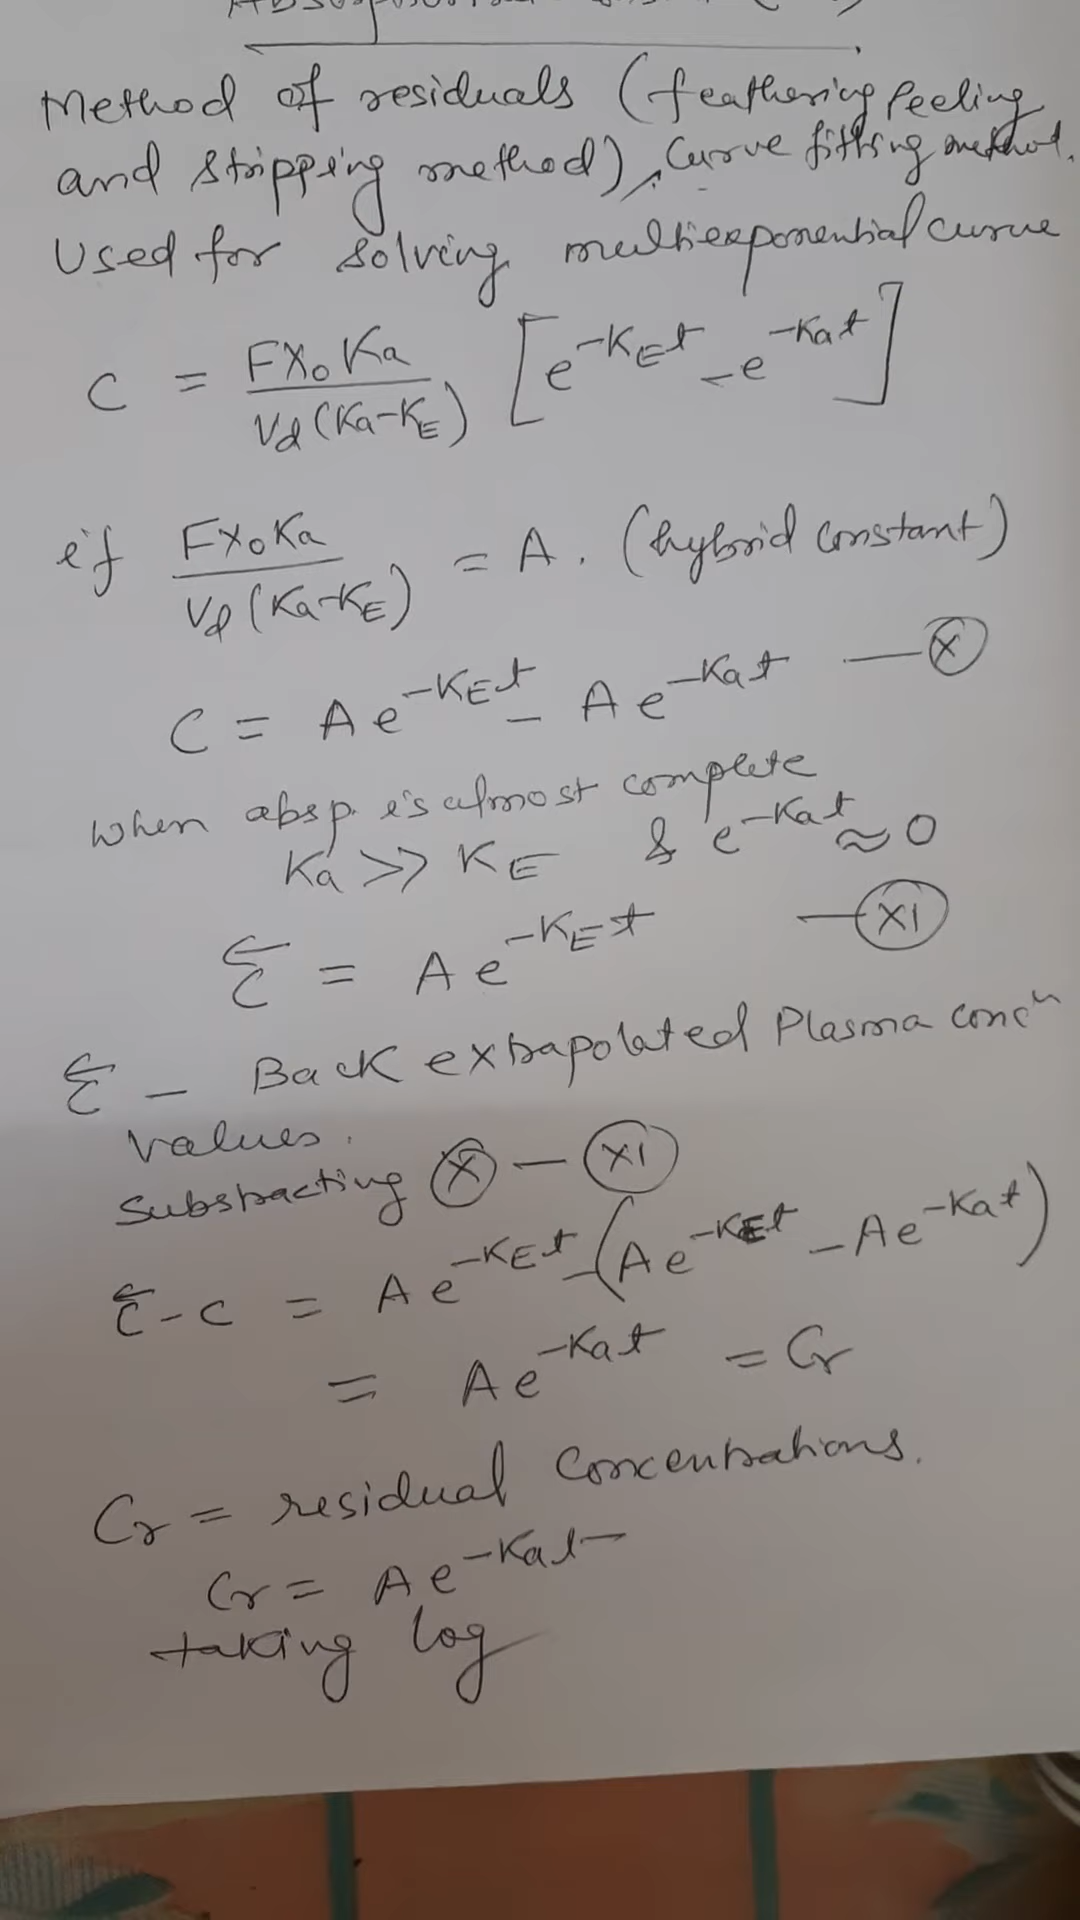 Method of residuals (feathering Peeling
and stripping method), Curve fitting method.
Used for solving multiexponential curve
C = FX₀Ka / Vd(Ka-KE) [e^-KEt - e^-Kat]
if FX₀Ka / Vd(Ka-KE) = A. (hybrid constant)
C = Ae^-KEt - Ae^-Kat — X
When absp. is almost complete
Ka >> KE & e^-Kat ≈ 0
C⃖ = Ae^-KEt — XI
C⃖ - Back extrapolated Plasma concⁿ
values.
Substracting X - XI
C⃖-C = Ae^-KEt - (Ae^-KEt - Ae^-Kat)
= Ae^-Kat = Cr
Cr = residual Concentrations.
Cr = Ae^-Kat
taking log